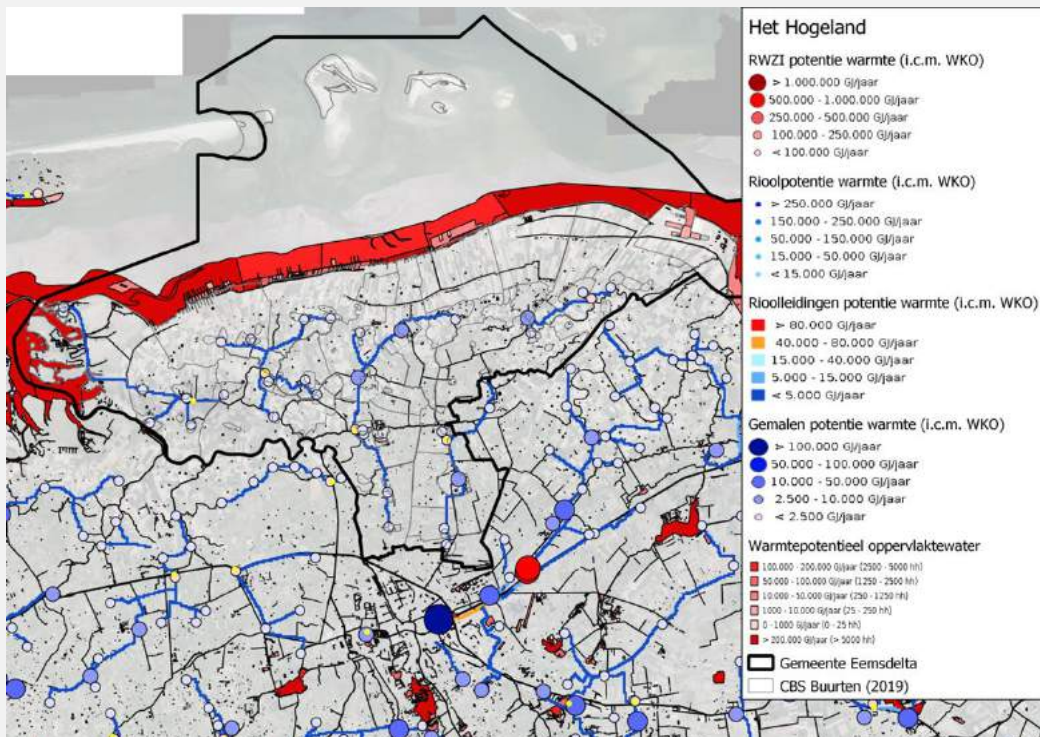 Het Hogeland
RWZI potentie warmte (i.c.m. WKO)
> 1.000.000 GJ/jaar
500.000 - 1.000.000 GJ/jaar
250.000 - 500.000 GJ/jaar
100.000 - 250.000 GJ/jaar
< 100.000 GJ/jaar
Rioolpotentie warmte (i.c.m. WKO)
> 250.000 GJ/jaar
150.000 - 250.000 GJ/jaar
50.000 - 150.000 GJ/jaar
15.000 - 50.000 GJ/jaar
< 15.000 GJ/jaar
Rioolleidingen potentie warmte (i.c.m. WKO)
> 80.000 GJ/jaar
40.000 - 80.000 GJ/jaar
15.000 - 40.000 GJ/jaar
5.000 - 15.000 GJ/jaar
< 5.000 GJ/jaar
Gemalen potentie warmte (i.c.m. WKO)
> 100.000 GJ/jaar
50.000 - 100.000 GJ/jaar
10.000 - 50.000 GJ/jaar
2.500 - 10.000 GJ/jaar
< 2.500 GJ/jaar
Warmtepotentieel oppervlaktewater
100.000 - 200.000 GJ/jaar (2500 - 5000 hh)
50.000 - 100.000 GJ/jaar (1250 - 2500 hh)
10.000 - 50.000 GJ/jaar (250 - 1250 hh)
1000 - 10.000 GJ/jaar (25 - 250 hh)
0 - 1000 GJ/jaar (0 - 25 hh)
> 200.000 GJ/jaar (> 5000 hh)
Gemeente Eemsdelta
CBS Buurten (2019)